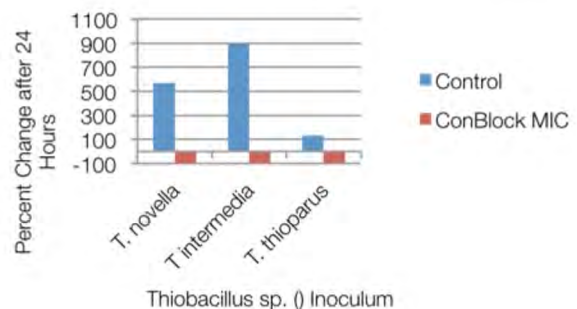 1100
900
700
500
300
100
-100
Percent Change after 24
Hours
T. novella
T intermedia
T. thioparus
Thiobacillus sp. () Inoculum
Control
ConBlock MIC